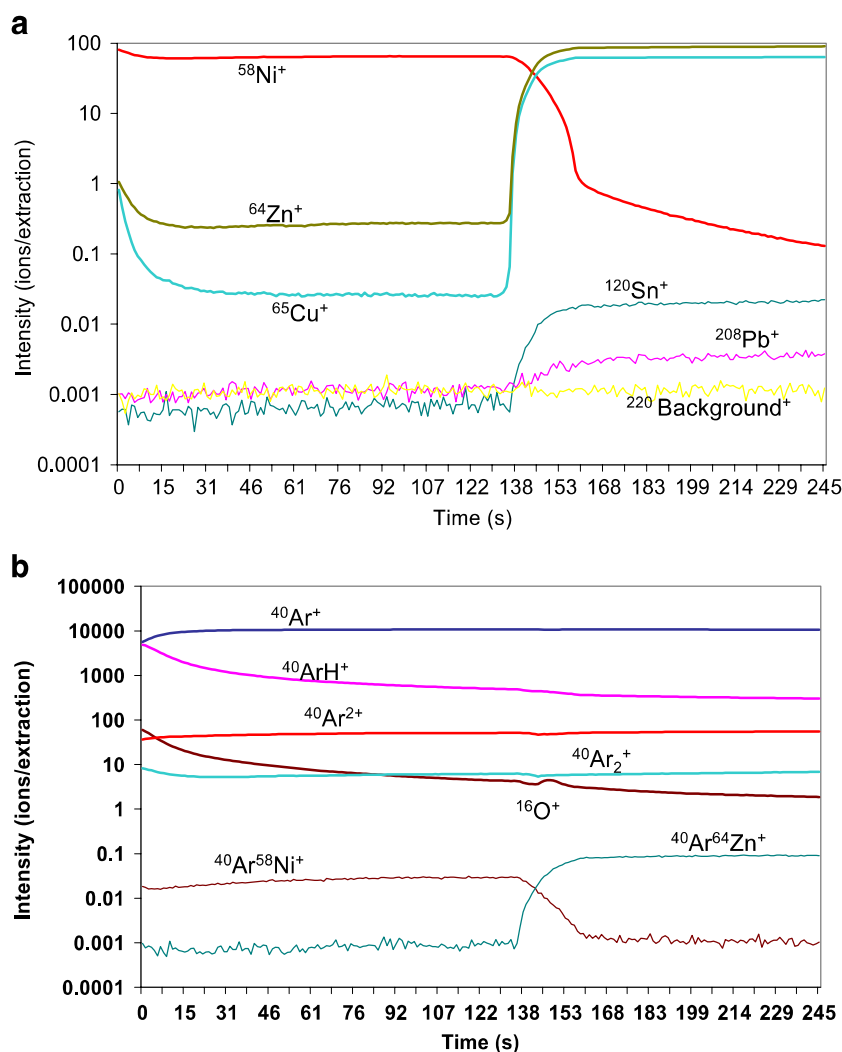 a
Intensity (ions/extraction)
100
10
1
0.1
0.01
0.001
0.0001
⁵⁸Ni⁺
⁶⁴Zn⁺
⁶⁵Cu⁺
¹²⁰Sn⁺
²⁰⁸Pb⁺
²²⁰ Background⁺
0 15 31 46 61 76 92 107 122 138 153 168 184 199 214 229 245
Time (s)
b
Intensity (ions/extraction)
100000
10000
1000
100
10
1
0.1
0.01
0.001
0.0001
⁴⁰Ar⁺
⁴⁰ArH⁺
⁴⁰Ar²⁺
⁴⁰Ar₂⁺
¹⁶O⁺
⁴⁰Ar⁵⁸Ni⁺
⁴⁰Ar⁶⁴Zn⁺
0 15 31 46 61 76 92 107 122 138 153 168 184 199 214 229 245
Time (s)